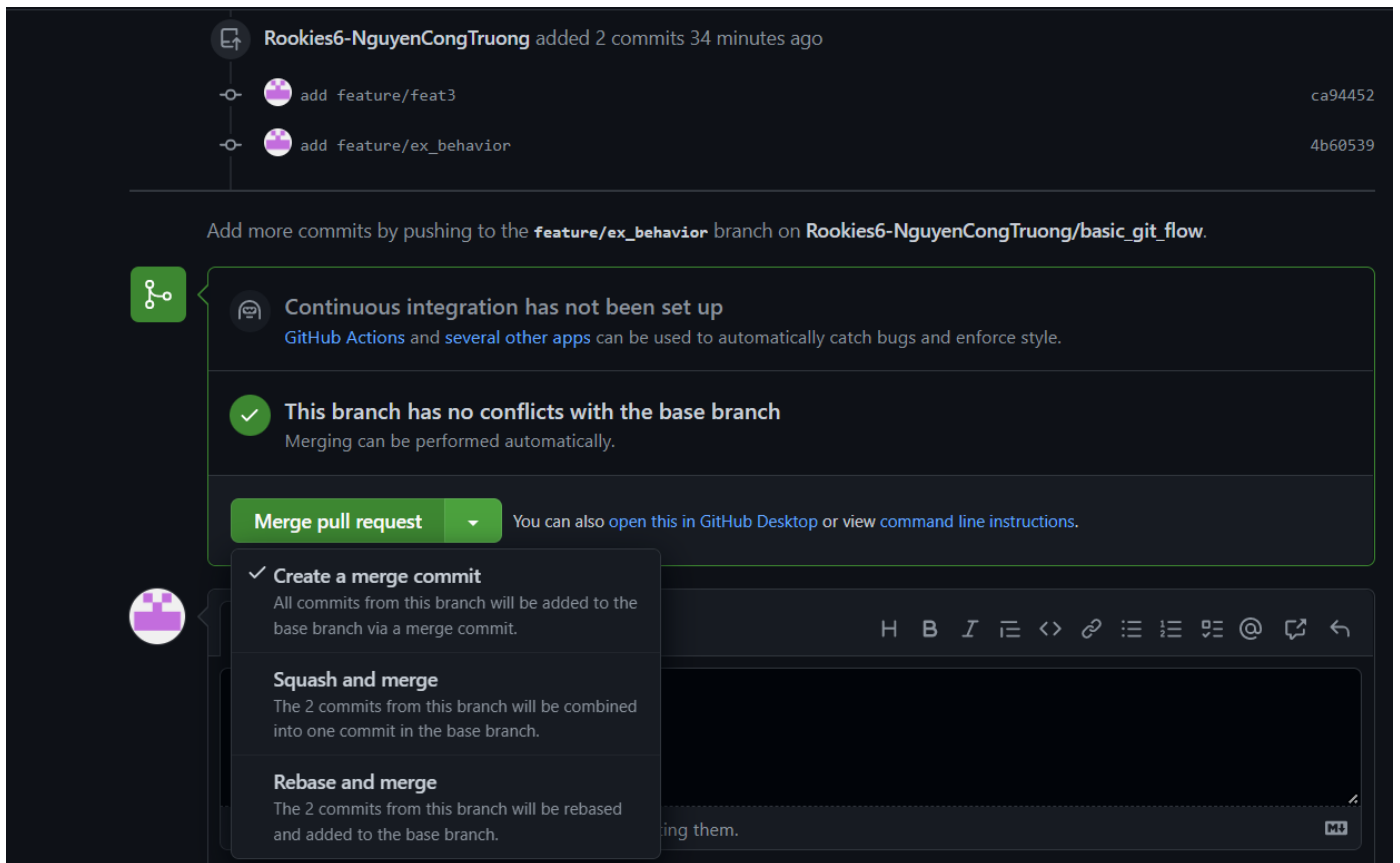 Rookies6-NguyenCongTruong added 2 commits 34 minutes ago
add feature/feat3 ca94452
add feature/ex_behavior 4b60539
Add more commits by pushing to the feature/ex_behavior branch on Rookies6-NguyenCongTruong/basic_git_flow.
Continuous integration has not been set up
GitHub Actions and several other apps can be used to automatically catch bugs and enforce style.
This branch has no conflicts with the base branch
Merging can be performed automatically.
Merge pull request You can also open this in GitHub Desktop or view command line instructions.
Create a merge commit
All commits from this branch will be added to the
base branch via a merge commit.
Squash and merge
The 2 commits from this branch will be combined
into one commit in the base branch.
Rebase and merge
The 2 commits from this branch will be rebased
and added to the base branch.
ting them.